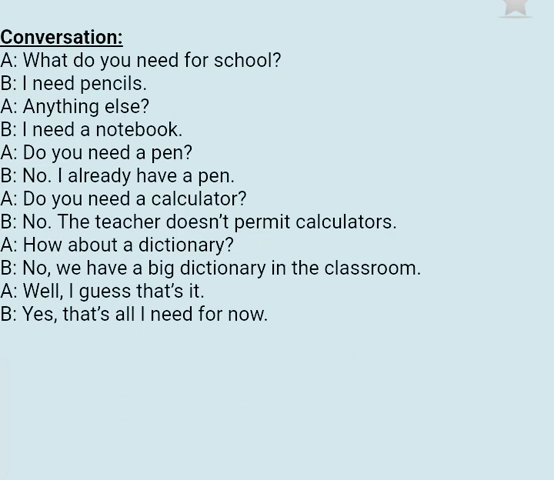 Conversation:
A: What do you need for school?
B: I need pencils.
A: Anything else?
B: I need a notebook.
A: Do you need a pen?
B: No. I already have a pen.
A: Do you need a calculator?
B: No. The teacher doesn’t permit calculators.
A: How about a dictionary?
B: No, we have a big dictionary in the classroom.
A: Well, I guess that’s it.
B: Yes, that’s all I need for now.